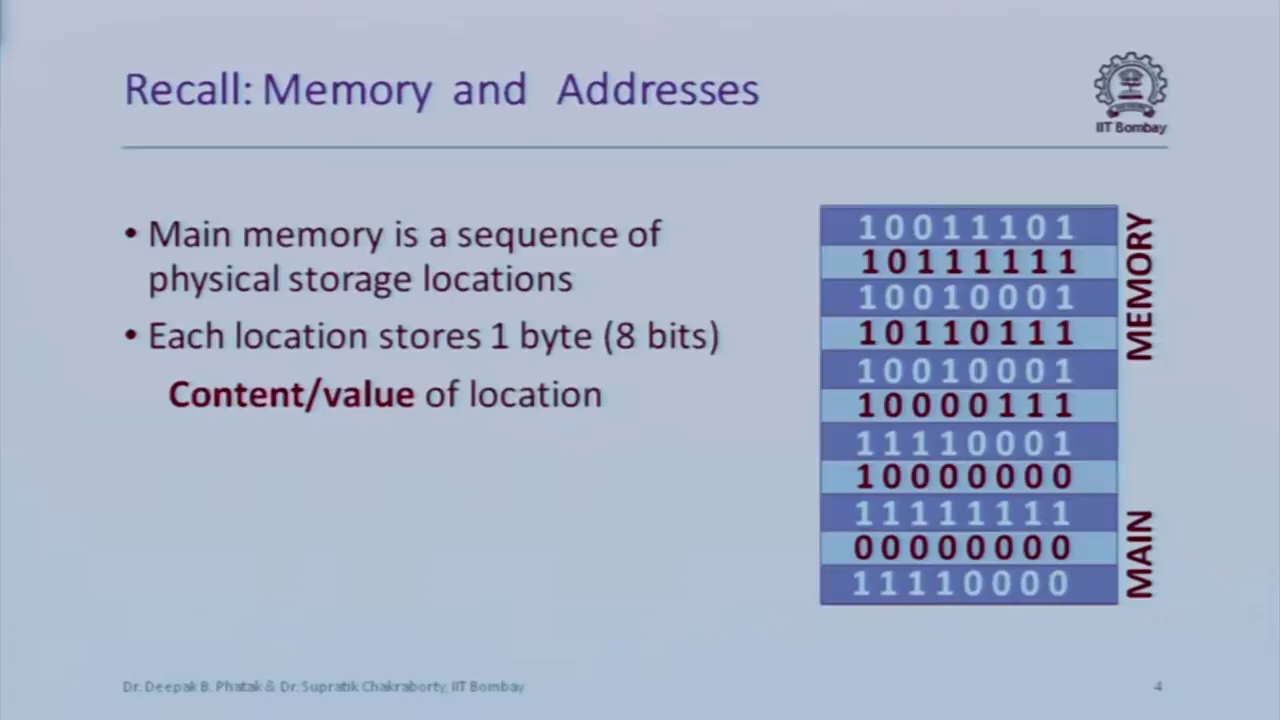 Recall: Memory and Addresses
IIT Bombay
• Main memory is a sequence of
physical storage locations
• Each location stores 1 byte (8 bits)
Content/value of location
10011101
10111111
10010001
10110111
10010001
10000111
11110001
10000000
11111111
00000000
11110000
MAIN MEMORY
Dr. Deepak B. Phatak & Dr. Supratik Chakraborty, IIT Bombay
4